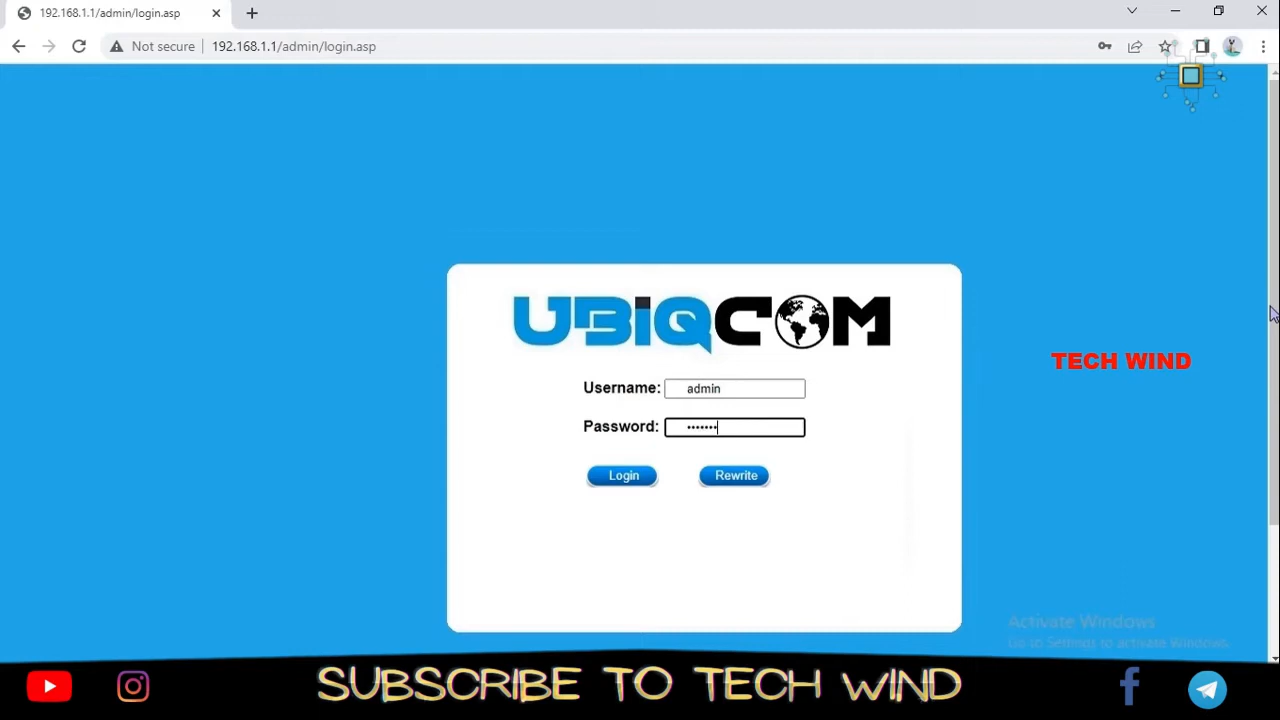 192.168.1.1/admin/login.asp
Not secure
192.168.1.1/admin/login.asp
UBIQCOM
TECH WIND
Username:
admin
Password:
•••••••
Login
Rewrite
Activate Windows
Go to Settings to activate Windows.
SUBSCRIBE TO TECH WIND